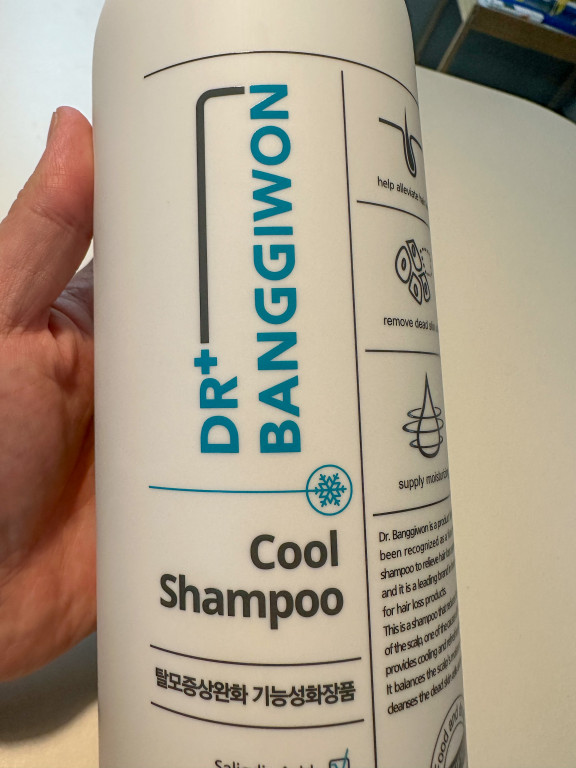 DR+
BANGGIWON
Cool
Shampoo
탈모증상완화 기능성화장품
help alleviate
remove dead
supply
Dr. Banggiwon is a product
been recognized as a
shampoo to relieve hair
and it is a leading brand
for hair loss products.
This is a shampoo that
of the scalp, one of the
provides cooling and
It balances the scalp's
cleanses the dead skin
Food and